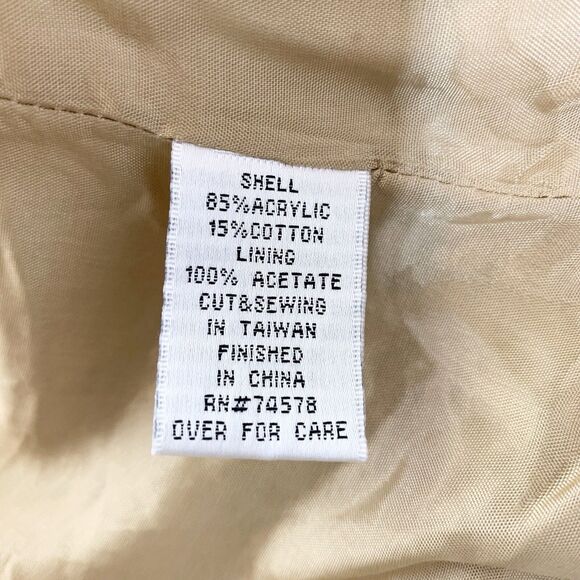 SHELL
85%ACRYLIC
15%COTTON
LINING
100% ACETATE
CUT&SEWING
IN TAIWAN
FINISHED
IN CHINA
RN#74578
OVER FOR CARE